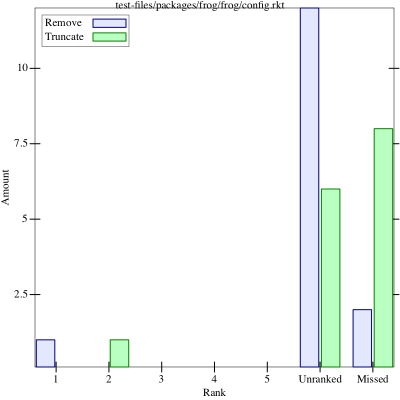 test-files/packages/frog/frog/config.rkt
Remove
Truncate
10
7.5
5
2.5
Amount
1 2 3 4 5 Unranked Missed
Rank